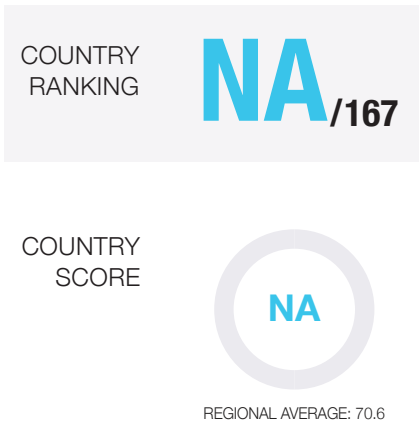 COUNTRY
RANKING
NA/167
COUNTRY
SCORE
NA
REGIONAL AVERAGE: 70.6